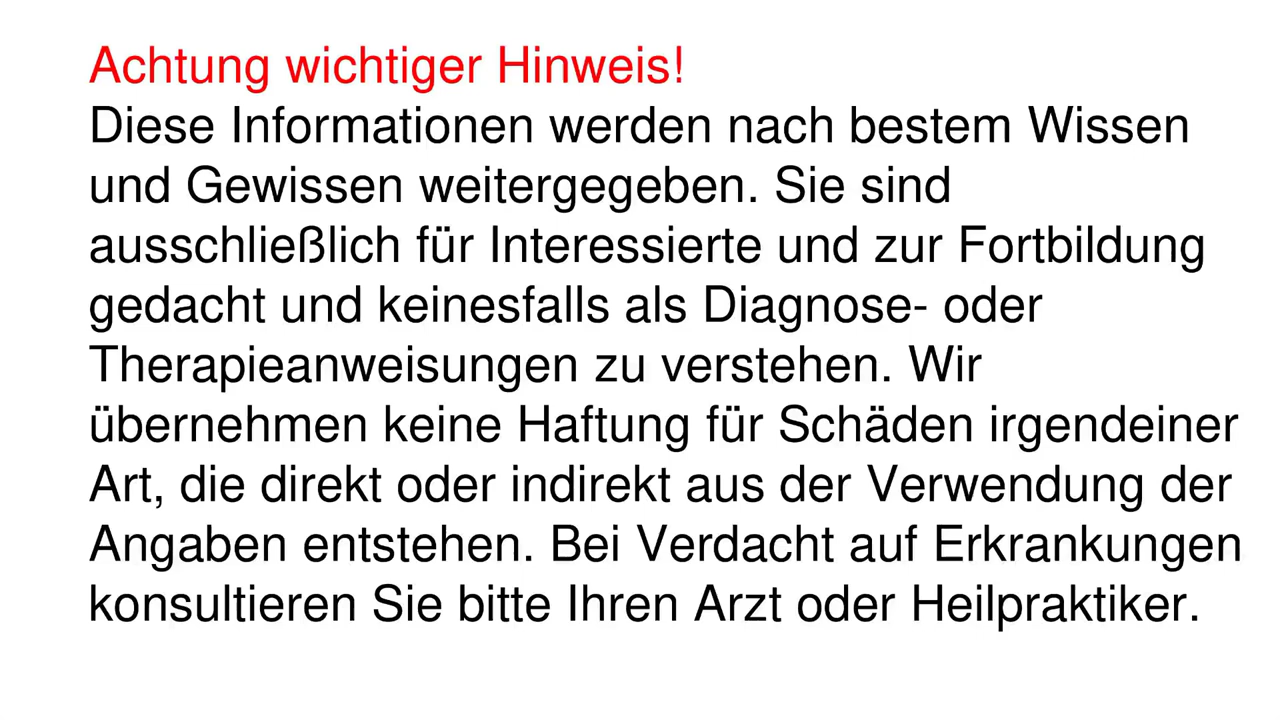 Achtung wichtiger Hinweis!
Diese Informationen werden nach bestem Wissen
und Gewissen weitergegeben. Sie sind
ausschließlich für Interessierte und zur Fortbildung
gedacht und keinesfalls als Diagnose- oder
Therapieanweisungen zu verstehen. Wir
übernehmen keine Haftung für Schäden irgendeiner
Art, die direkt oder indirekt aus der Verwendung der
Angaben entstehen. Bei Verdacht auf Erkrankungen
konsultieren Sie bitte Ihren Arzt oder Heilpraktiker.